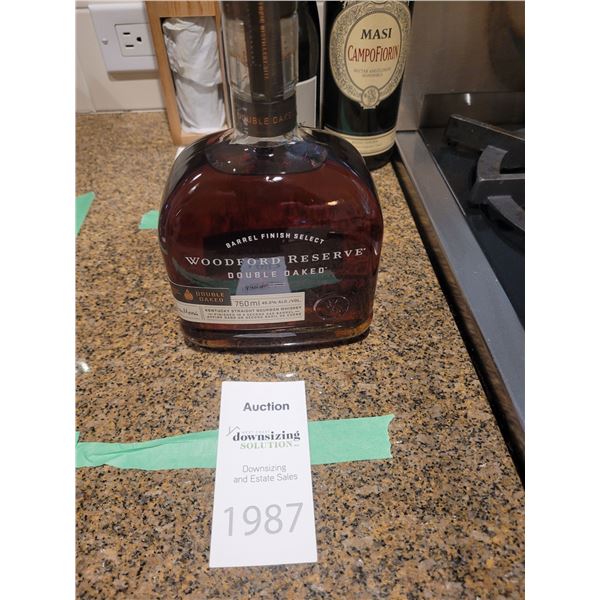 MASI
CAMPOFIORIN
DOUBLE OAKED
BARREL FINISH SELECT
WOODFORD RESERVE
DOUBLE OAKED
DOUBLE OAKED
750ml
KENTUCKY STRAIGHT BOURBON WHISKEY
Auction
downsizing
SOLUTION
Downsizing
and Estate Sales
1987